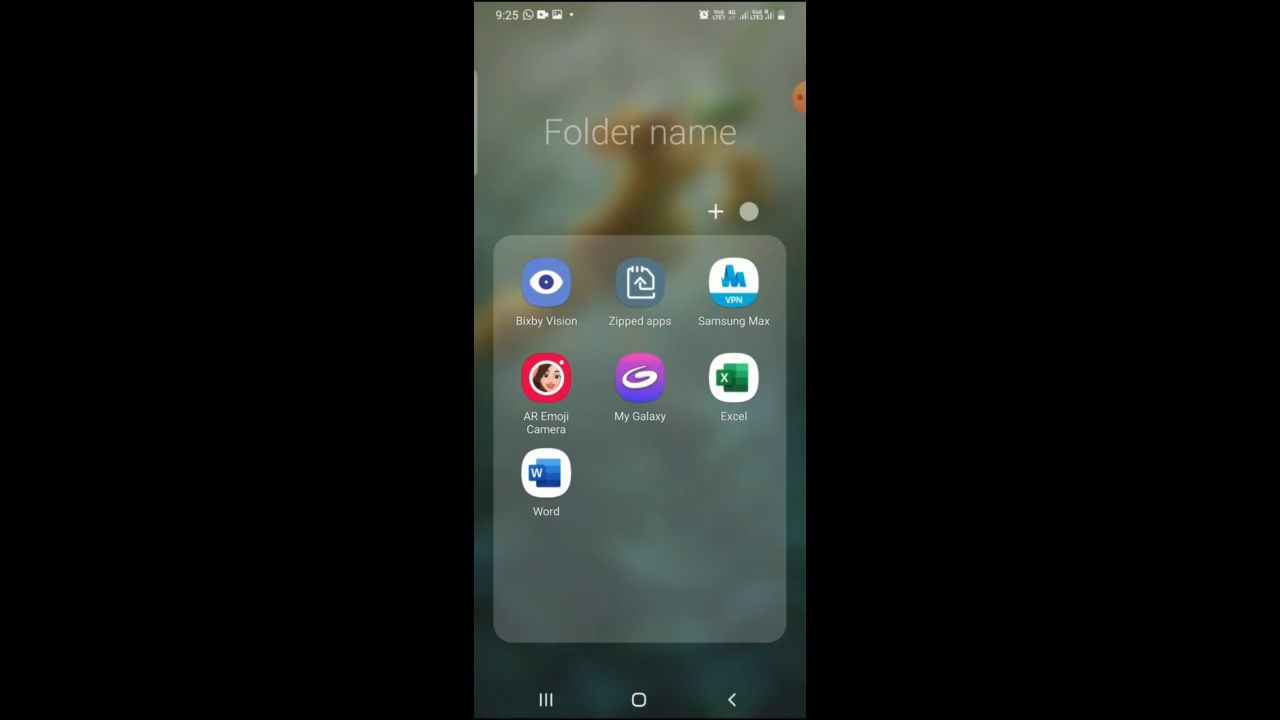 9:25
Folder name
VPN
Bixby Vision
Zipped apps
Samsung Max
X
AR Emoji
Camera
My Galaxy
Excel
W
Word